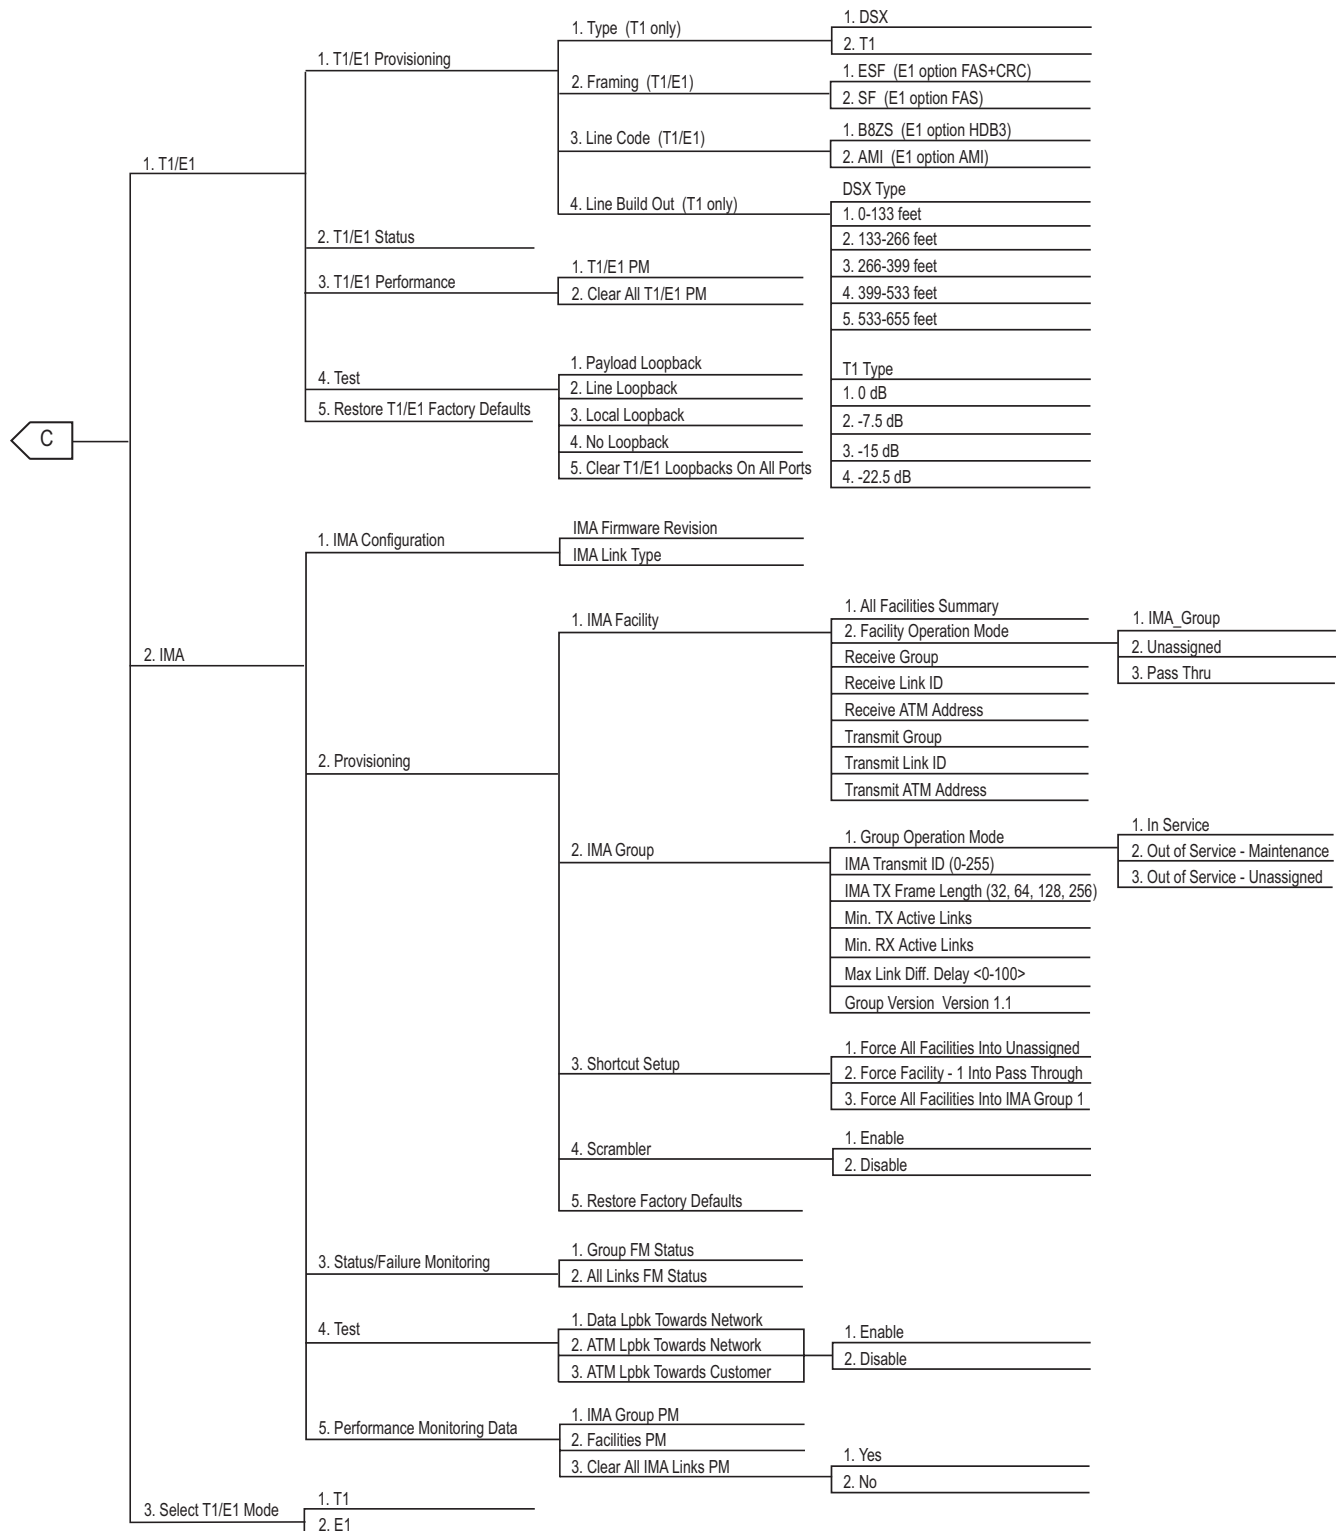 C
1. T1/E1
1. T1/E1 Provisioning
1. Type (T1 only)
1. DSX
2. T1
2. Framing (T1/E1)
1. ESF (E1 option FAS+CRC)
2. SF (E1 option FAS)
3. Line Code (T1/E1)
1. B8ZS (E1 option HDB3)
2. AMI (E1 option AMI)
4. Line Build Out (T1 only)
DSX Type
1. 0-133 feet
2. 133-266 feet
3. 266-399 feet
4. 399-533 feet
5. 533-655 feet
T1 Type
1. 0 dB
2. -7.5 dB
3. -15 dB
4. -22.5 dB
2. T1/E1 Status
3. T1/E1 Performance
1. T1/E1 PM
2. Clear All T1/E1 PM
4. Test
1. Payload Loopback
2. Line Loopback
3. Local Loopback
4. No Loopback
5. Clear T1/E1 Loopbacks On All Ports
5. Restore T1/E1 Factory Defaults
2. IMA
1. IMA Configuration
IMA Firmware Revision
IMA Link Type
2. Provisioning
1. IMA Facility
1. All Facilities Summary
2. Facility Operation Mode
1. IMA_Group
2. Unassigned
3. Pass Thru
Receive Group
Receive Link ID
Receive ATM Address
Transmit Group
Transmit Link ID
Transmit ATM Address
2. IMA Group
1. Group Operation Mode
1. In Service
2. Out of Service - Maintenance
3. Out of Service - Unassigned
IMA Transmit ID (0-255)
IMA TX Frame Length (32, 64, 128, 256)
Min. TX Active Links
Min. RX Active Links
Max Link Diff. Delay <0-100>
Group Version Version 1.1
3. Shortcut Setup
1. Force All Facilities Into Unassigned
2. Force Facility - 1 Into Pass Through
3. Force All Facilities Into IMA Group 1
4. Scrambler
1. Enable
2. Disable
5. Restore Factory Defaults
3. Status/Failure Monitoring
1. Group FM Status
2. All Links FM Status
4. Test
1. Data Lpbk Towards Network
2. ATM Lpbk Towards Network
3. ATM Lpbk Towards Customer
1. Enable
2. Disable
5. Performance Monitoring Data
1. IMA Group PM
2. Facilities PM
3. Clear All IMA Links PM
1. Yes
2. No
3. Select T1/E1 Mode
1. T1
2. E1